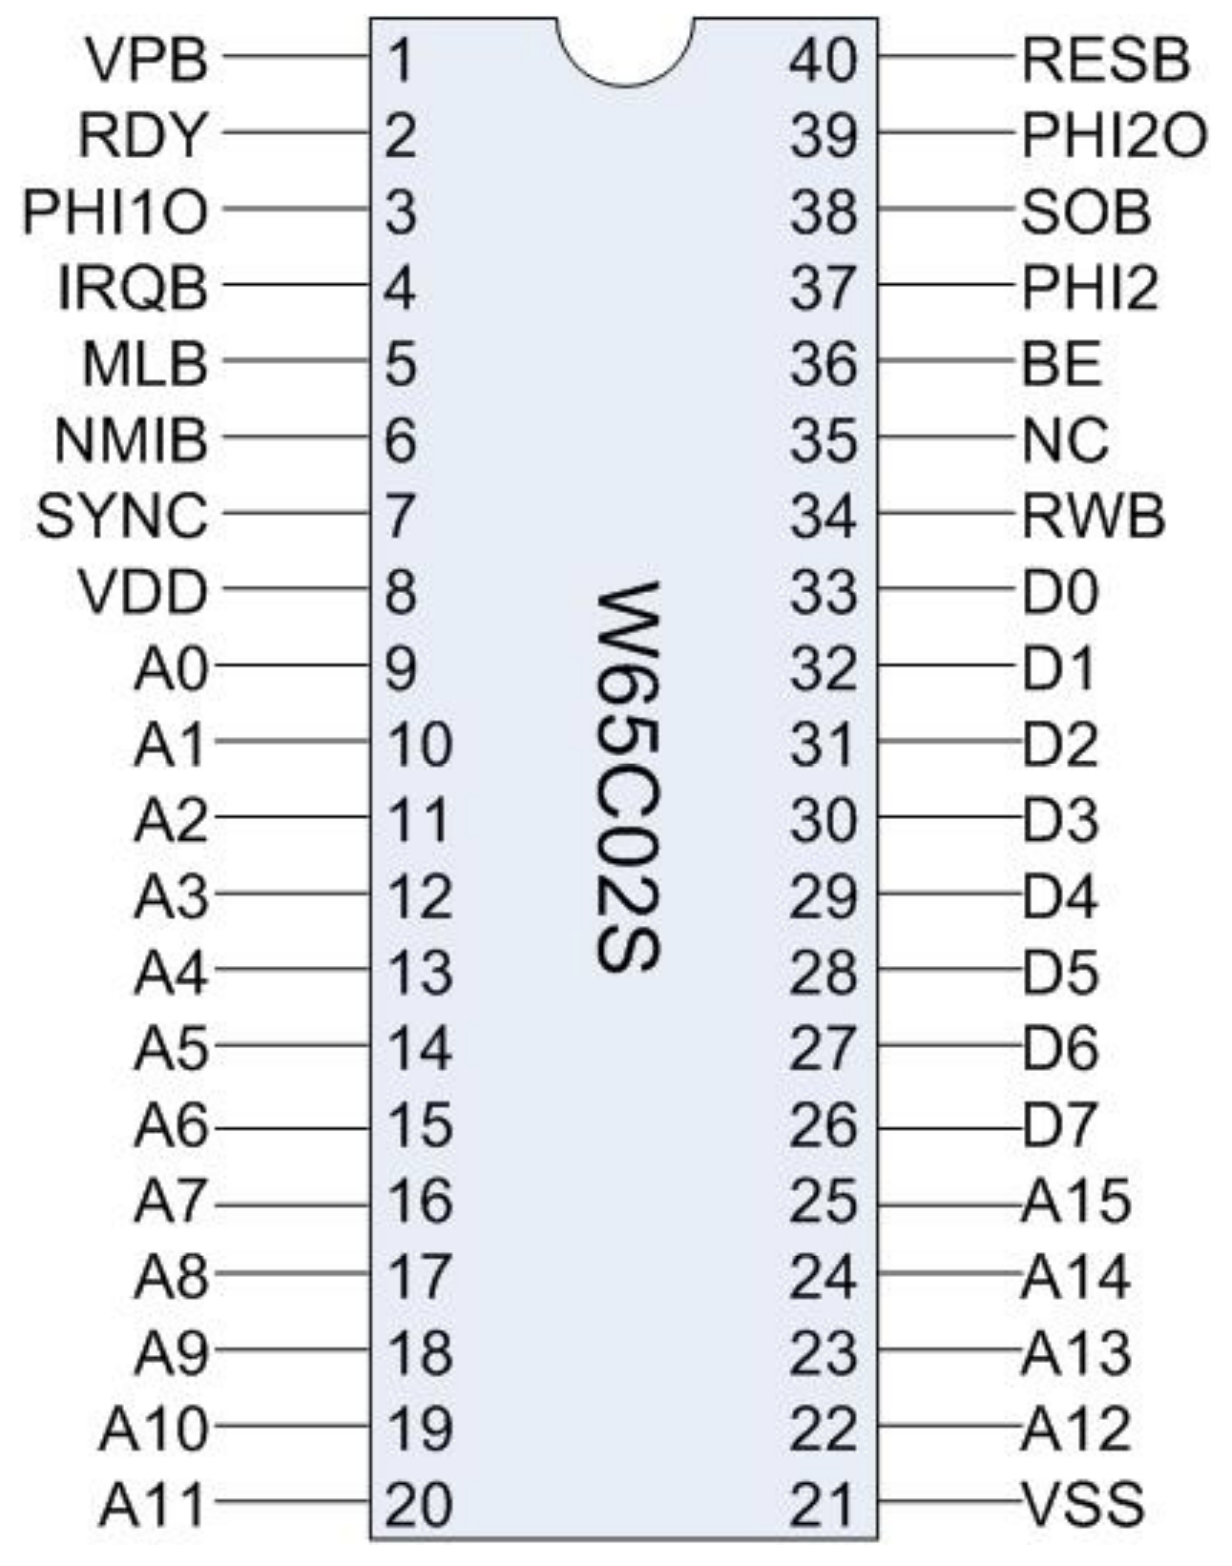 VPB 1 40 RESB
RDY 2 39 PHI2O
PHI1O 3 38 SOB
IRQB 4 37 PHI2
MLB 5 36 BE
NMIB 6 35 NC
SYNC 7 34 RWB
VDD 8 33 D0
A0 9 32 D1
A1 10 31 D2
A2 11 30 D3
A3 12 29 D4
A4 13 28 D5
A5 14 27 D6
A6 15 26 D7
A7 16 25 A15
A8 17 24 A14
A9 18 23 A13
A10 19 22 A12
A11 20 21 VSS
W65C02S